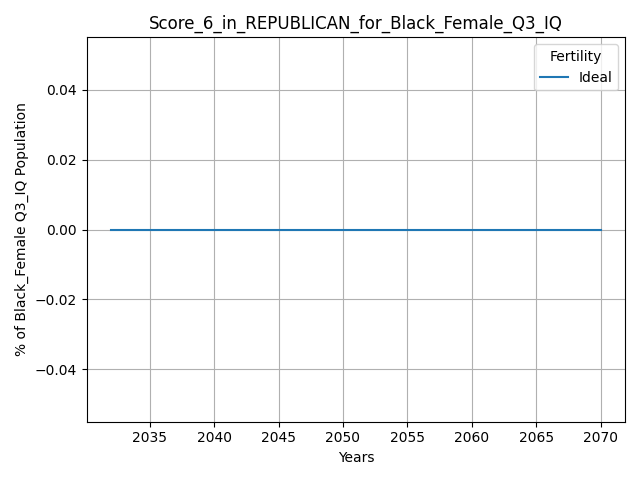 Score_6_in_REPUBLICAN_for_Black_Female_Q3_IQ
Fertility
Ideal
% of Black_Female Q3_IQ Population
0.04
0.02
0.00
−0.02
−0.04
2035 2040 2045 2050 2055 2060 2065 2070
Years